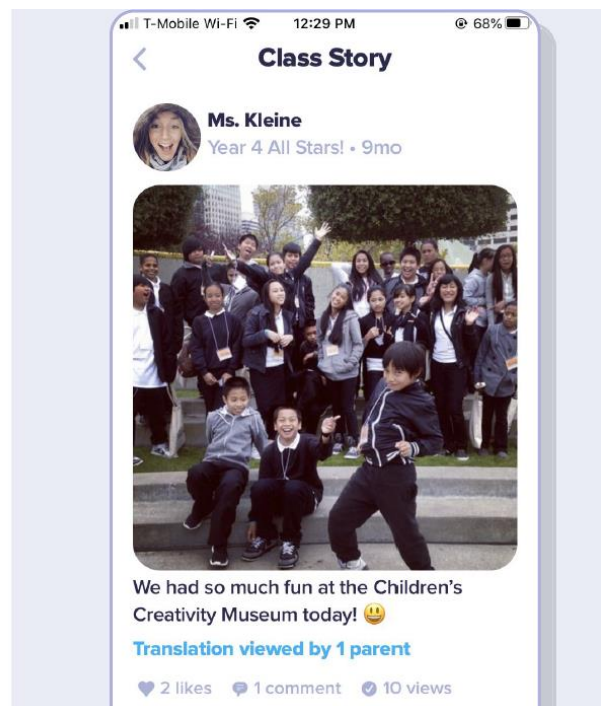 T-Mobile Wi-Fi 12:29 PM 68%
Class Story
Ms. Kleine
Year 4 All Stars! • 9mo
We had so much fun at the Children's
Creativity Museum today! 😃
Translation viewed by 1 parent
2 likes 1 comment 10 views